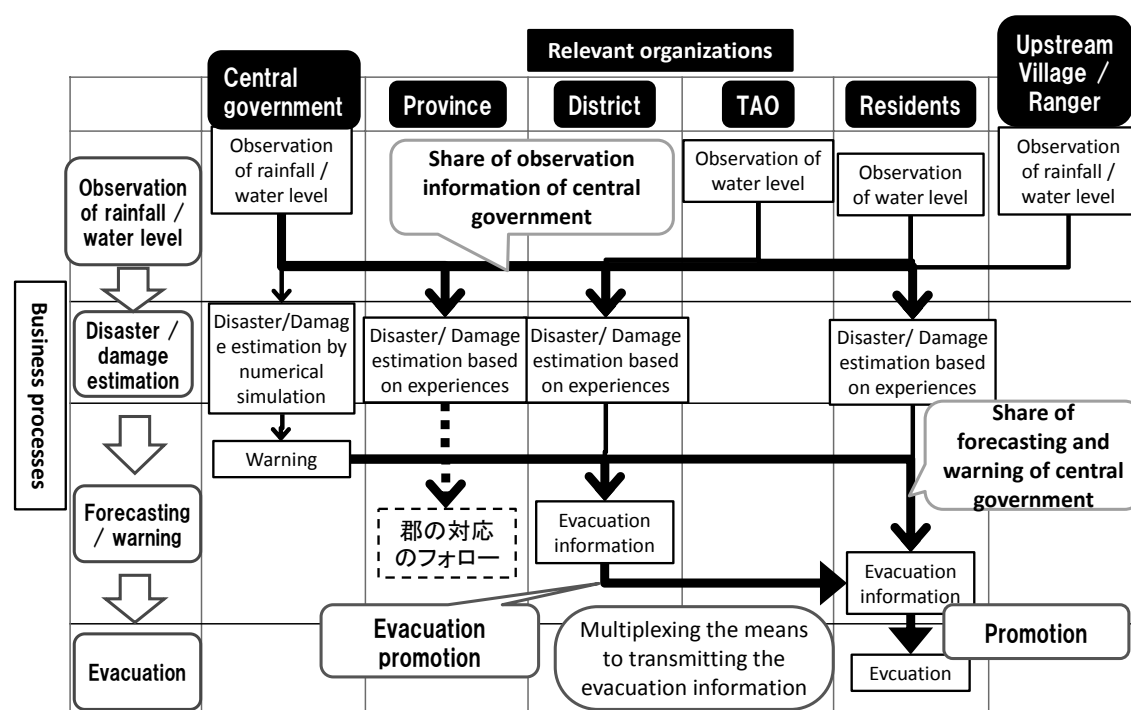 Relevant organizations
Central
government
Province
District
TAO
Residents
Upstream
Village /
Ranger
Business processes
Observation
of rainfall /
water level
Observation
of rainfall /
water level
Share of observation
information of central
government
Observation of
water level
Observation
of water level
Observation
of rainfall /
water level
Disaster /
damage
estimation
Disaster/Damag
e estimation by
numerical
simulation
Disaster/ Damage
estimation based
on experiences
Disaster/ Damage
estimation based
on experiences
Disaster/ Damage
estimation based
on experiences
Forecasting
/ warning
Warning
Share of
forecasting and
warning of central
government
郡の対応
のフォロー
Evacuation
information
Evacuation
information
Evacuation
Evacuation
promotion
Multiplexing the means
to transmitting the
evacuation information
Promotion
Evcuation